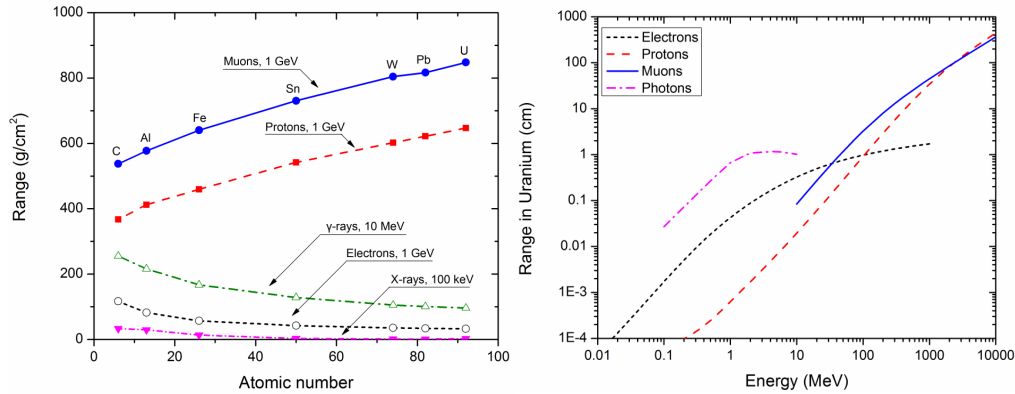 1000
800
600
400
200
0
Range (g/cm²)
C
Al
Fe
Sn
W
Pb
U
Muons, 1 GeV
Protons, 1 GeV
γ-rays, 10 MeV
Electrons, 1 GeV
X-rays, 100 keV
0 20 40 60 80 100
Atomic number
1000
100
10
1
0.1
0.01
1E-3
1E-4
Range in Uranium (cm)
Electrons
Protons
Muons
Photons
0.01 0.1 1 10 100 1000 10000
Energy (MeV)